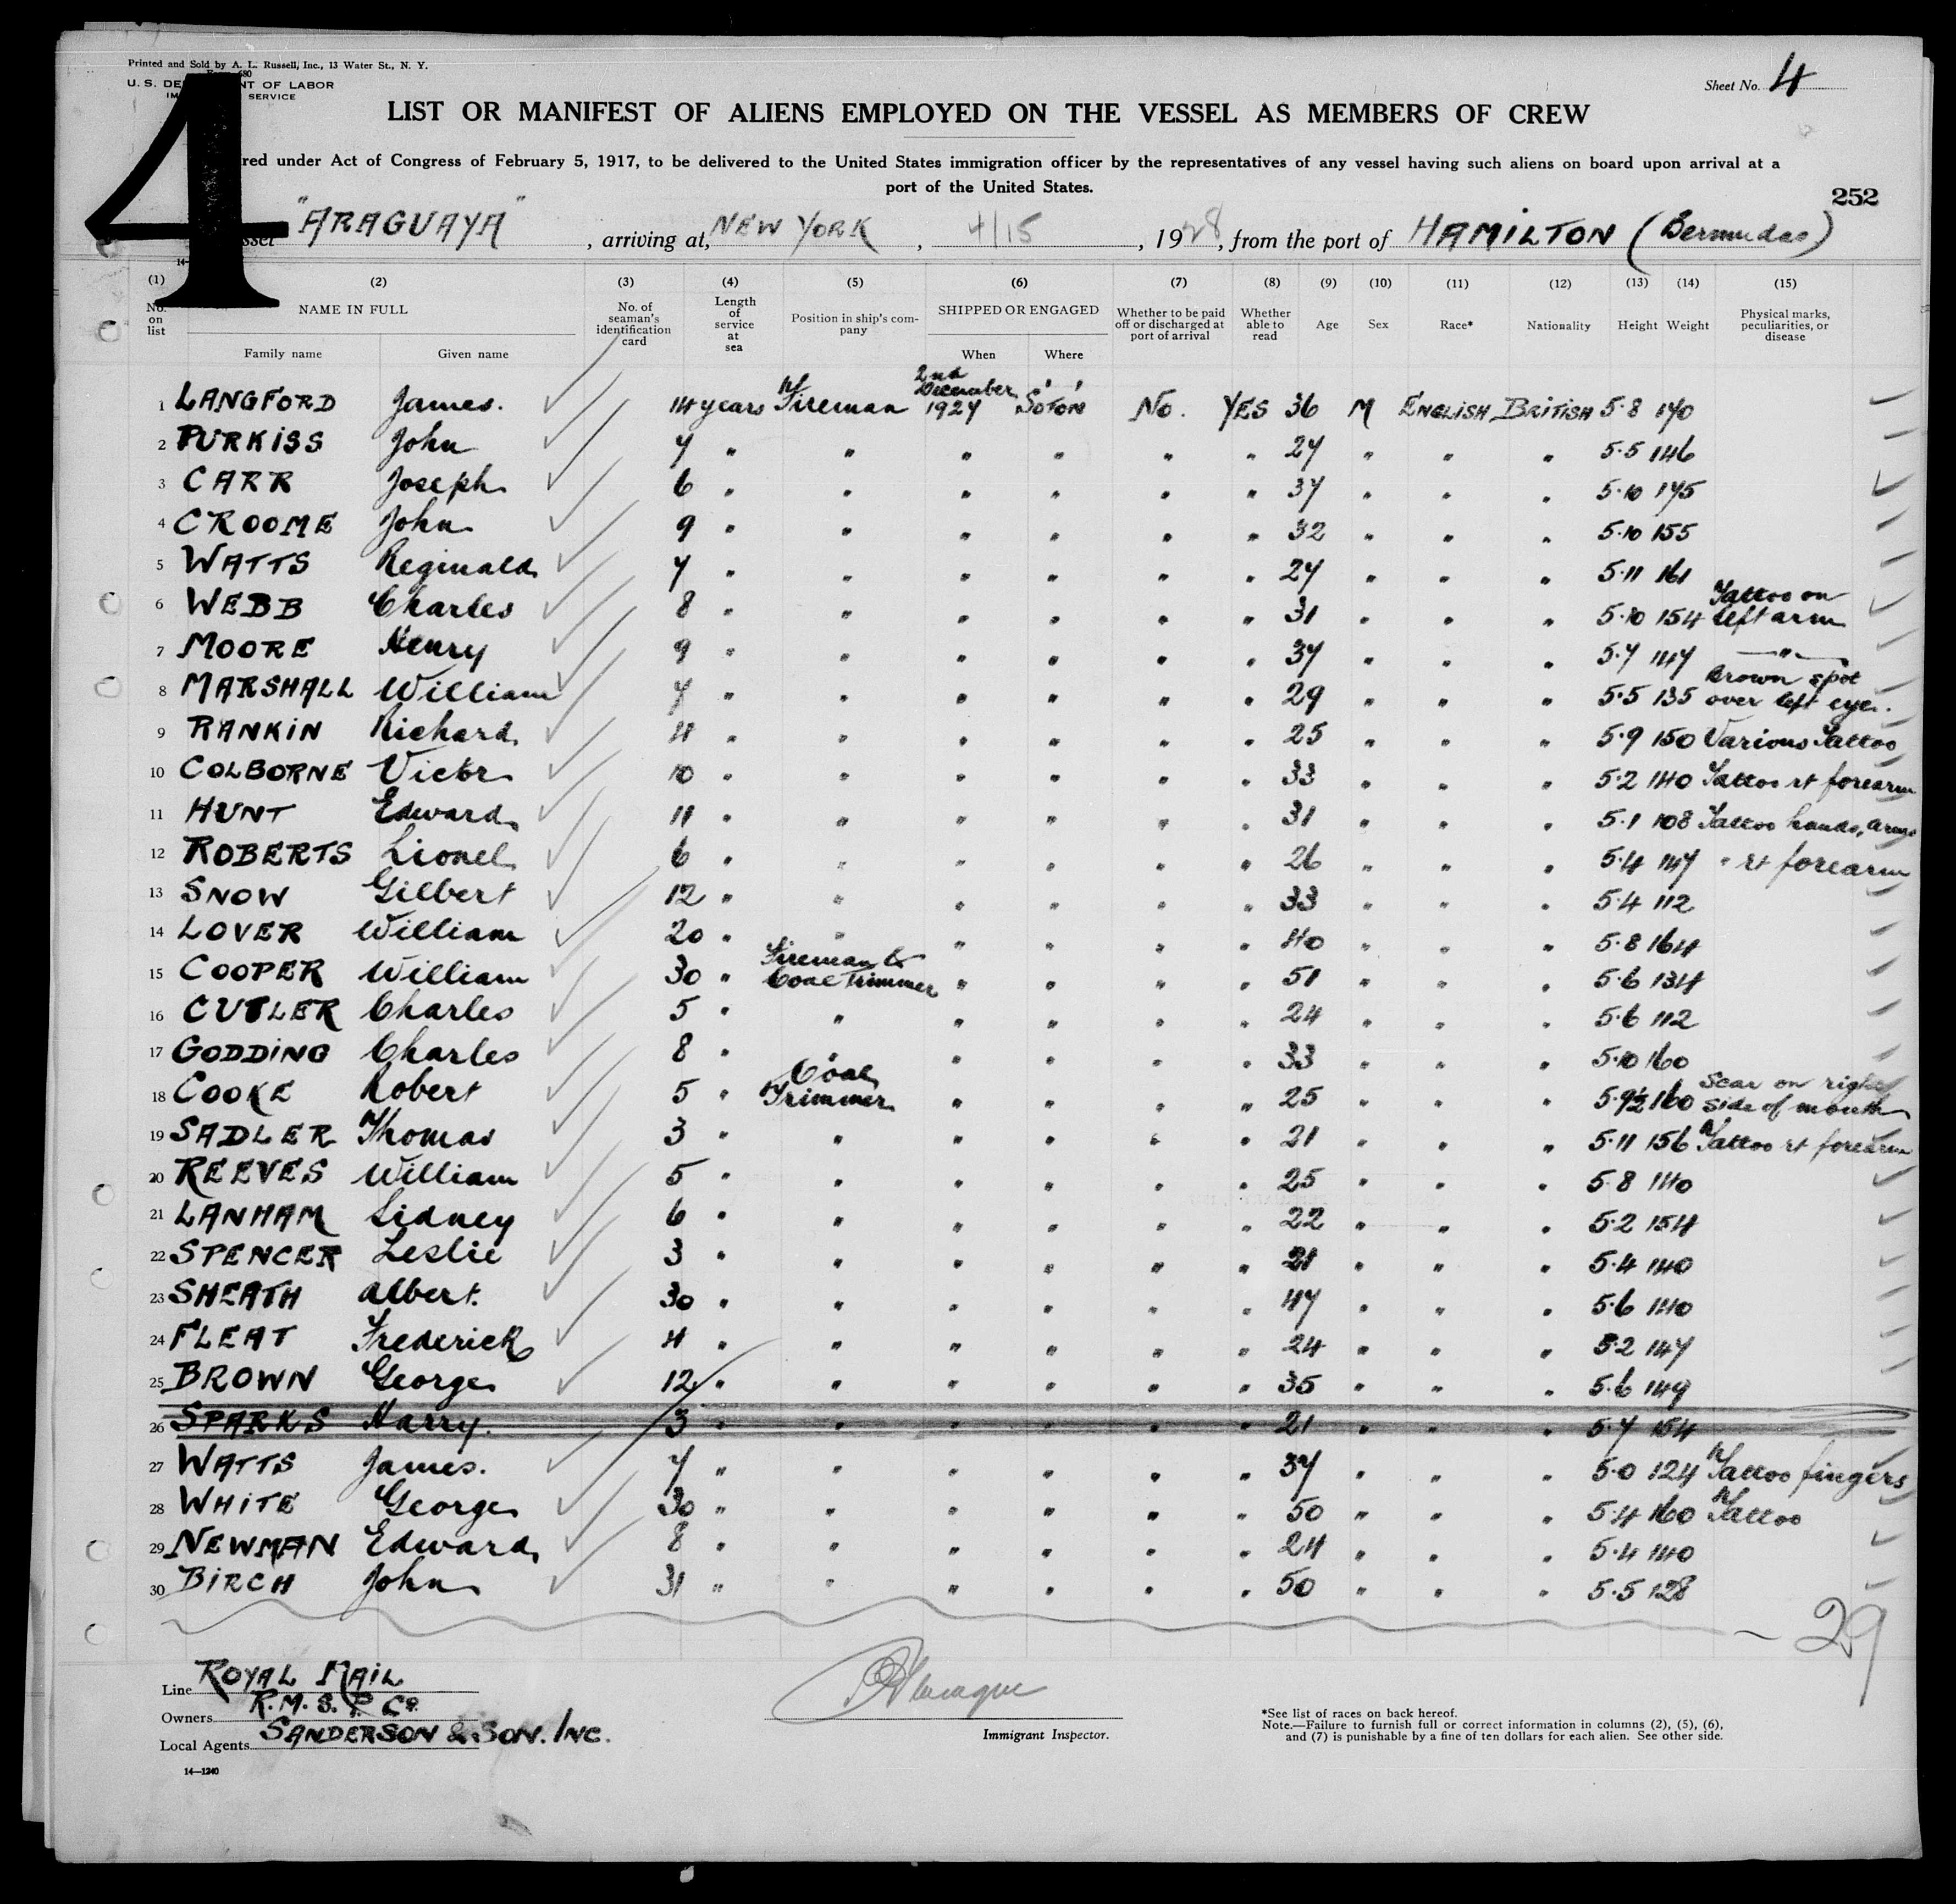 Printed and Sold by A. L. Russell, Inc., 13 Water St., N. Y.
680
U. S. DE NT OF LABOR
IM SERVICE
4
Sheet No. 4
LIST OR MANIFEST OF ALIENS EMPLOYED ON THE VESSEL AS MEMBERS OF CREW
red under Act of Congress of February 5, 1917, to be delivered to the United States immigration officer by the representatives of any vessel having such aliens on board upon arrival at a
port of the United States.
252
ssel "ARAGUAYA", arriving at, NEW YORK, 4/15, 1928, from the port of HAMILTON (Bermudas)
(1) (2) (3) (4) (5) (6) (7) (8) (9) (10) (11) (12) (13) (14) (15)
No. on list NAME IN FULL No. of seaman's identification card Length of service at sea Position in ship's company SHIPPED OR ENGAGED Whether to be paid off or discharged at port of arrival Whether able to read Age Sex Race* Nationality Height Weight Physical marks, peculiarities, or disease
Family name Given name When Where
1 LANGFORD James. 14 years Fireman 2nd December 1927 So'ton No. YES 36 M ENGLISH BRITISH 5.8 170
2 PURKISS John 7 " " " " " " 27 " " " 5.5 146
3 CARR Joseph 6 " " " " " " 37 " " " 5.10 175
4 CROOME John 9 " " " " " " 32 " " " 5.10 155
5 WATTS Reginald 7 " " " " " " 27 " " " 5.11 161
6 WEBB Charles 8 " " " " " " 31 " " " 5.10 154 Tattoo on left arm
7 MOORE Henry 9 " " " " " " 37 " " " 5.7 147 — " —
8 MARSHALL William 7 " " " " " " 29 " " " 5.5 135 Brown spot over left eye.
9 RANKIN Richard 4 " " " " " " 25 " " " 5.9 150 Various Tattoo
10 COLBORNE Victor 10 " " " " " " 33 " " " 5.2 140 Tattoo rt forearm
11 HUNT Edward 11 " " " " " " 31 " " " 5.1 108 Tattoo hands, arms
12 ROBERTS Lionel 6 " " " " " " 26 " " " 5.4 147 " rt forearm
13 SNOW Gilbert 12 " " " " " " 33 " " " 5.4 112
14 LOVER William 20 " " " " " " 40 " " " 5.8 164
15 COOPER William 30 " Fireman & Coal Trimmer " " " " 51 " " " 5.6 134
16 CUTLER Charles 5 " " " " " " 24 " " " 5.6 112
17 GODDING Charles 8 " " " " " " 33 " " " 5.10 160
18 COOKE Robert 5 " Coal Trimmer " " " " 25 " " " 5.9½ 160 Scar on right side of mouth
19 SADLER Thomas 3 " " " " " " 21 " " " 5.11 156 Tattoo rt forearm
20 REEVES William 5 " " " " " " 25 " " " 5.8 140
21 LANHAM Sidney 6 " " " " " " 22 " " " 5.2 154
22 SPENCER Leslie 3 " " " " " " 21 " " " 5.4 140
23 SHEATH Albert. 30 " " " " " " 47 " " " 5.6 140
24 FLEAT Frederick 4 " " " " " " 24 " " " 5.2 147
25 BROWN George 12 " " " " " " 35 " " " 5.6 149
26 SPARKS Harry. 3 " " " " " " 21 " " " 5.7 154
27 WATTS James. 7 " " " " " " 37 " " " 5.0 124 Tattoo fingers
28 WHITE George 30 " " " " " " 50 " " " 5.4 160 Tattoo
29 NEWMAN Edward 8 " " " " " " 24 " " " 5.4 140
30 BIRCH John 31 " " " " " " 50 " " " 5.5 128
29
Line ROYAL MAIL
Owners R.M.S.P. Co.
Local Agents SANDERSON & SON. INC.
Immigrant Inspector.
*See list of races on back hereof.
Note.—Failure to furnish full or correct information in columns (2), (5), (6),
and (7) is punishable by a fine of ten dollars for each alien. See other side.
14—1240